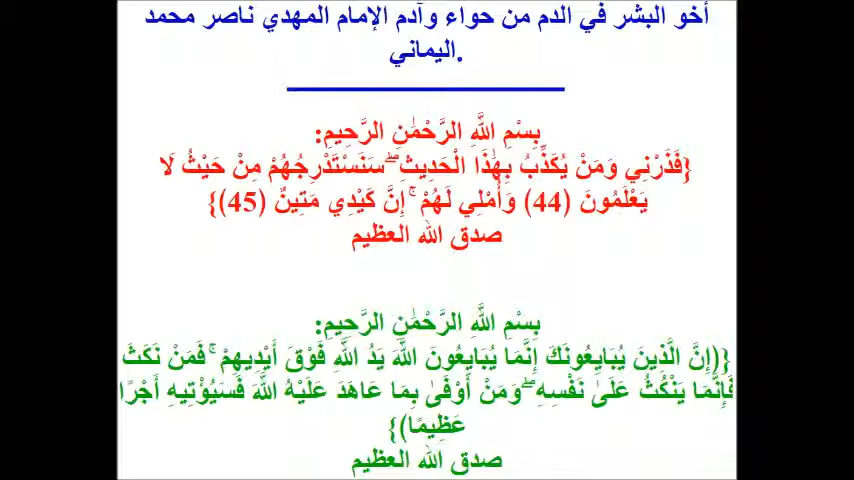 أخو البشر في الدم من حواء وآدم الإمام المهدي ناصر محمد
اليماني.
بِسْمِ اللَّهِ الرَّحْمَٰنِ الرَّحِيمِ:
{فَذَرْنِي وَمَنْ يُكَذِّبُ بِهَٰذَا الْحَدِيثِ ۖ سَنَسْتَدْرِجُهُمْ مِنْ حَيْثُ لَا
يَعْلَمُونَ (44) وَأُمْلِي لَهُمْ ۚ إِنَّ كَيْدِي مَتِينٌ (45)}
صدق الله العظيم
بِسْمِ اللَّهِ الرَّحْمَٰنِ الرَّحِيمِ:
{(إِنَّ الَّذِينَ يُبَايِعُونَكَ إِنَّمَا يُبَايِعُونَ اللَّهَ يَدُ اللَّهِ فَوْقَ أَيْدِيهِمْ ۚ فَمَنْ نَكَثَ
فَإِنَّمَا يَنْكُثُ عَلَىٰ نَفْسِهِ ۖ وَمَنْ أَوْفَىٰ بِمَا عَاهَدَ عَلَيْهُ اللَّهَ فَسَيُؤْتِيهِ أَجْرًا
عَظِيمًا)}
صدق الله العظيم